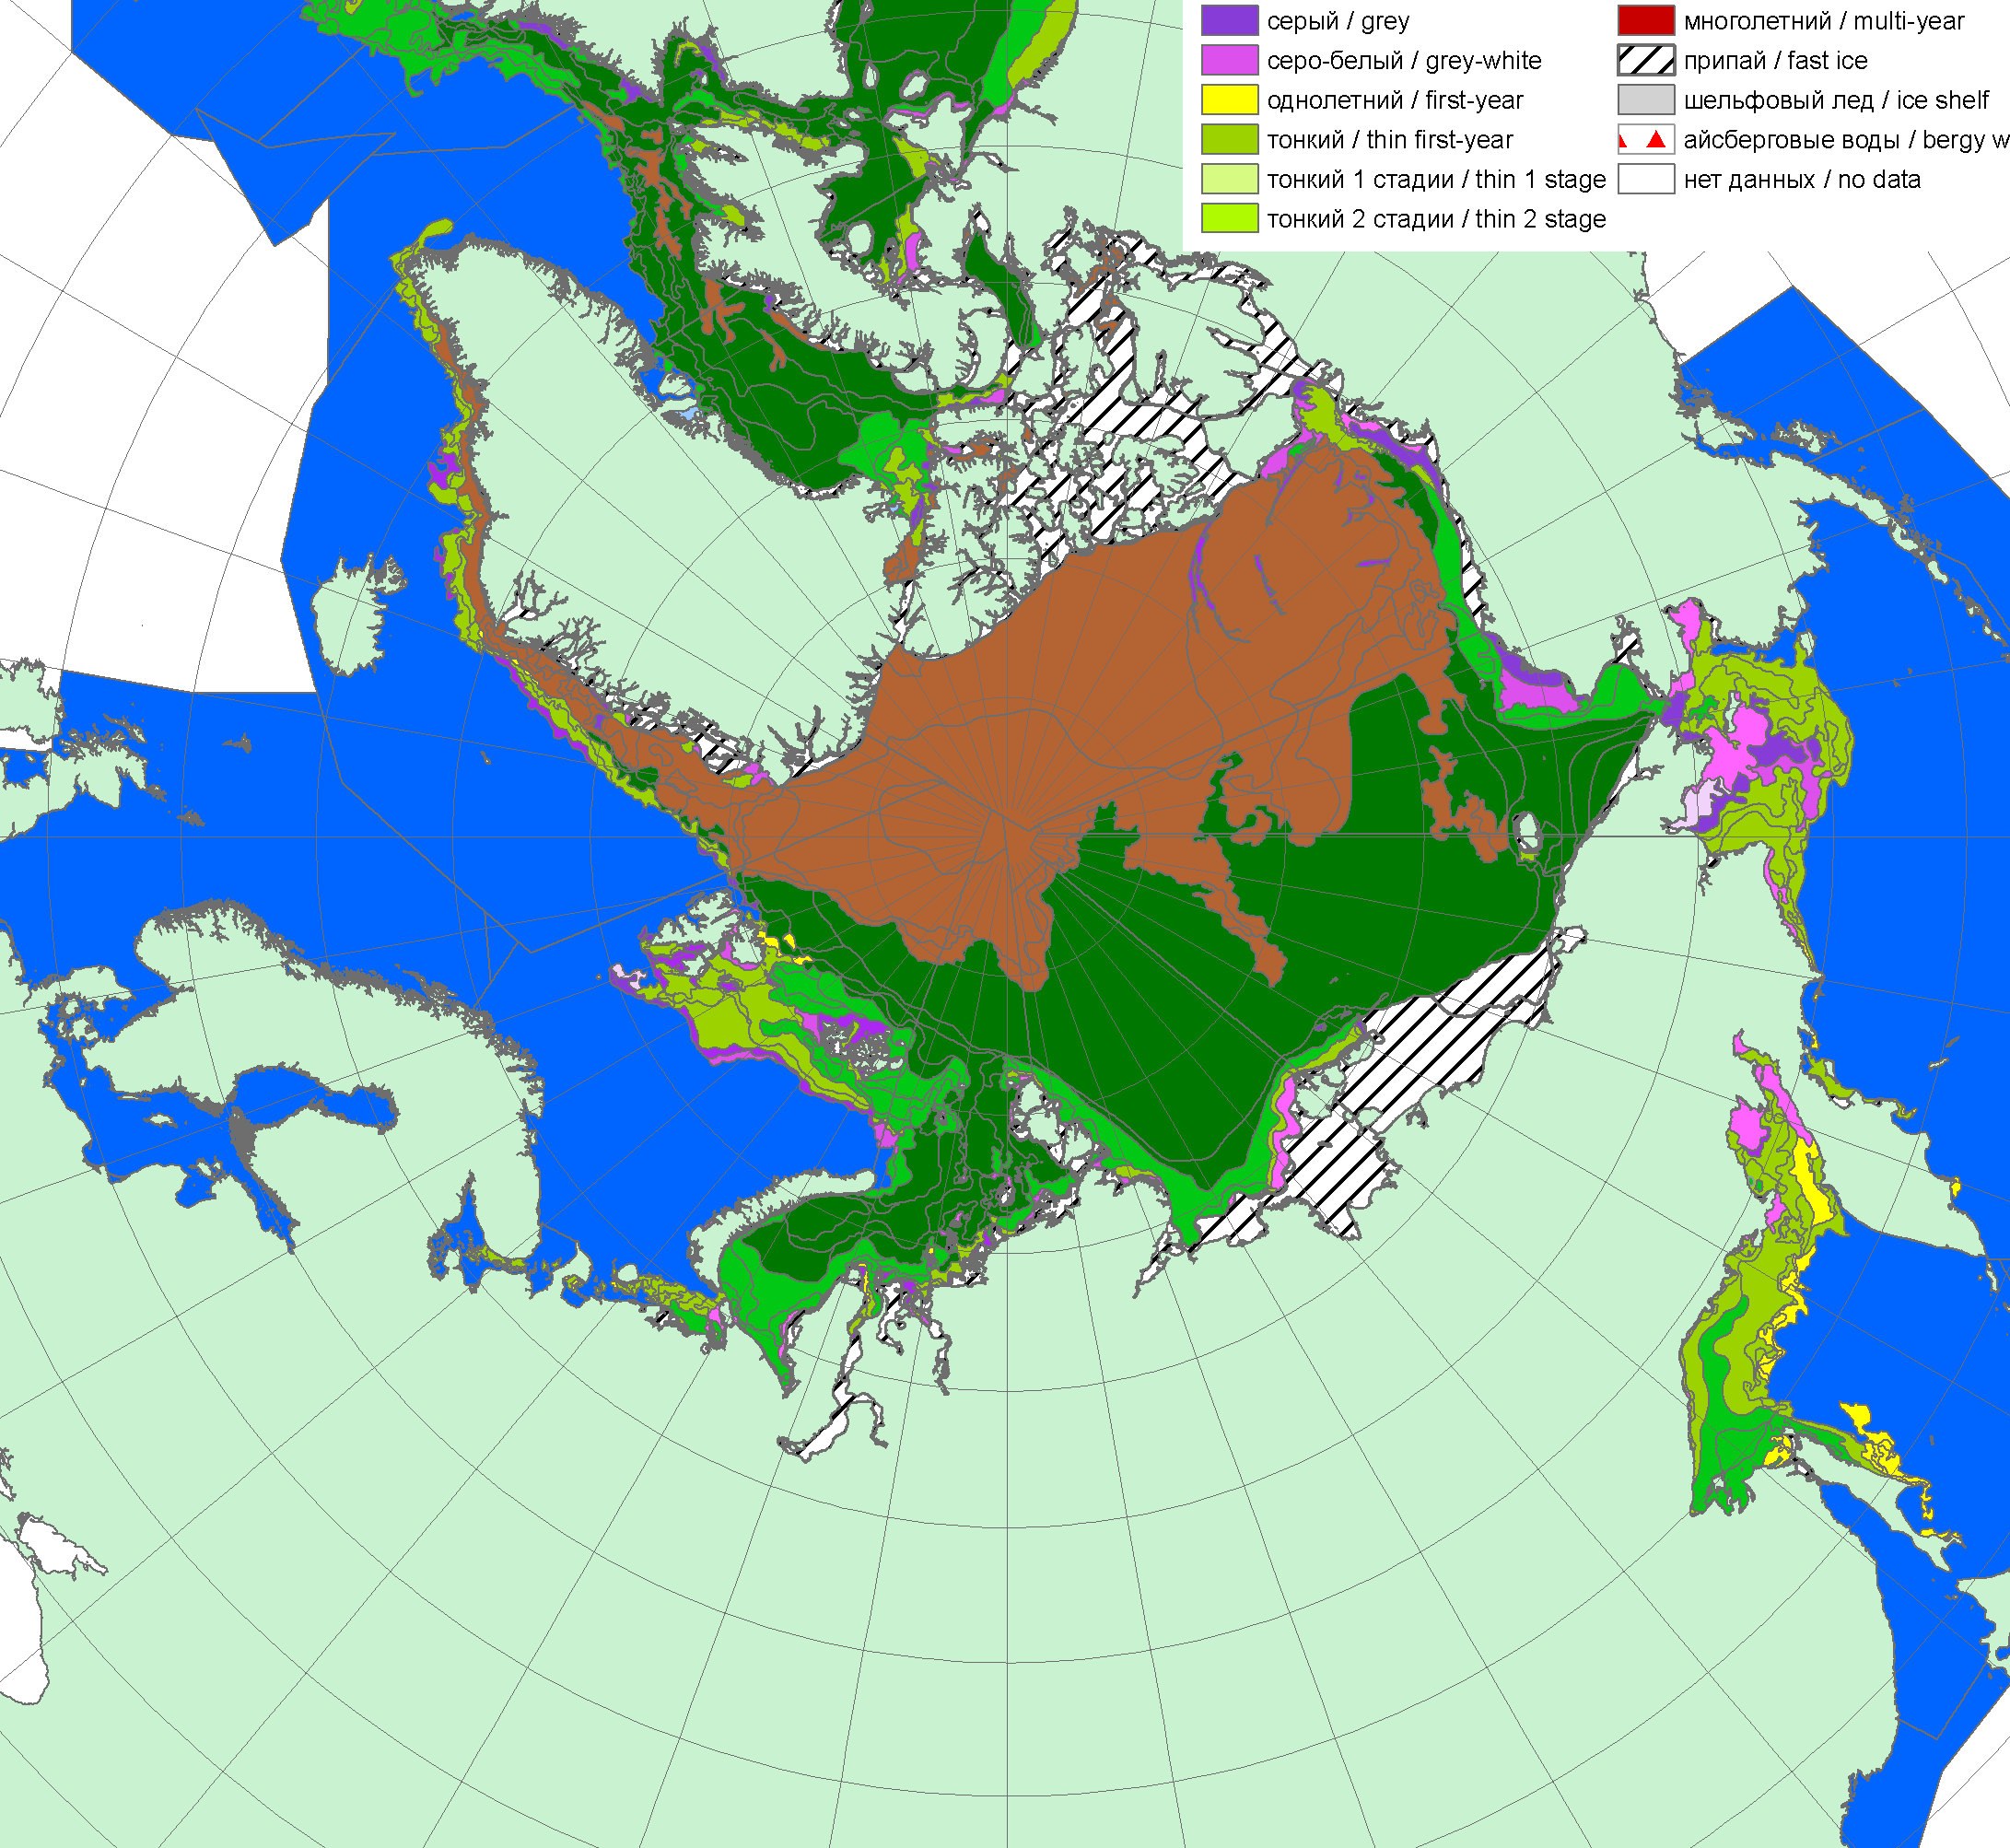 серый / grey
серо-белый / grey-white
однолетний / first-year
тонкий / thin first-year
тонкий 1 стадии / thin 1 stage
тонкий 2 стадии / thin 2 stage
многолетний / multi-year
припай / fast ice
шельфовый лед / ice shelf
айсберговые воды / bergy w
нет данных / no data